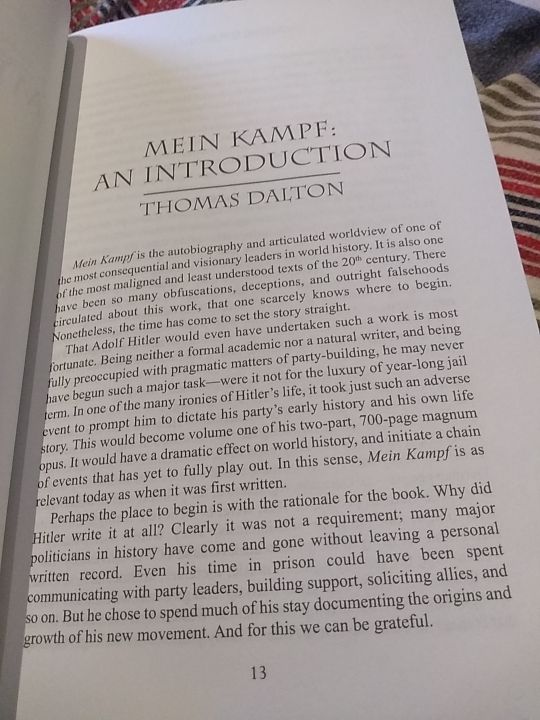 MEIN KAMPF:
AN INTRODUCTION
THOMAS DALTON
Mein Kampf is the autobiography and articulated worldview of one of
the most consequential and visionary leaders in world history. It is also one
of the most maligned and least understood texts of the 20th century. There
have been so many obfuscations, deceptions, and outright falsehoods
circulated about this work, that one scarcely knows where to begin.
Nonetheless, the time has come to set the story straight.
That Adolf Hitler would even have undertaken such a work is most
fortunate. Being neither a formal academic nor a natural writer, and being
fully preoccupied with pragmatic matters of party-building, he may never
have begun such a major task—were it not for the luxury of year-long jail
term. In one of the many ironies of Hitler's life, it took just such an adverse
event to prompt him to dictate his party's early history and his own life
story. This would become volume one of his two-part, 700-page magnum
opus. It would have a dramatic effect on world history, and initiate a chain
of events that has yet to fully play out. In this sense, Mein Kampf is as
relevant today as when it was first written.
Perhaps the place to begin is with the rationale for the book. Why did
Hitler write it at all? Clearly it was not a requirement; many major
politicians in history have come and gone without leaving a personal
written record. Even his time in prison could have been spent
communicating with party leaders, building support, soliciting allies, and
so on. But he chose to spend much of his stay documenting the origins and
growth of his new movement. And for this we can be grateful.
13